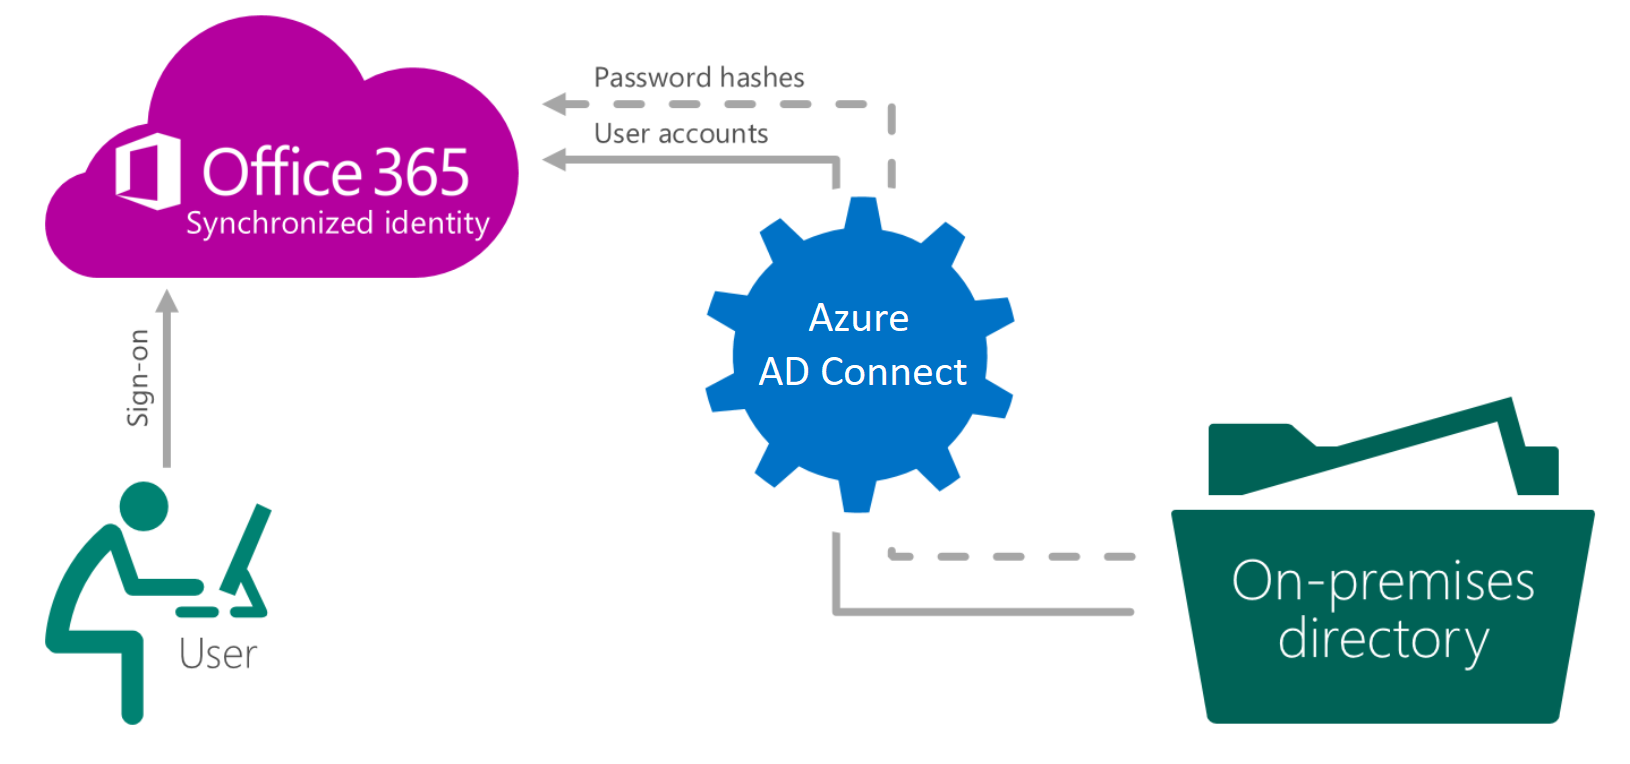 Password hashes
User accounts
Office 365
Synchronized identity
Azure
AD Connect
Sign-on
On-premises
directory
User